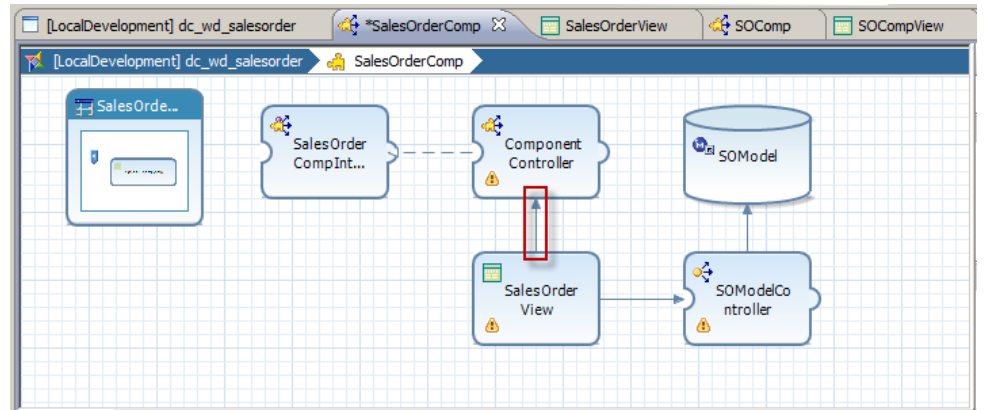 [LocalDevelopment] dc_wd_salesorder
*SalesOrderComp
SalesOrderView
SOComp
SOCompView
[LocalDevelopment] dc_wd_salesorder
SalesOrderComp
SalesOrde...
SalesOrder
CompInt...
Component
Controller
SOModel
SalesOrder
View
SOModelCo
ntroller